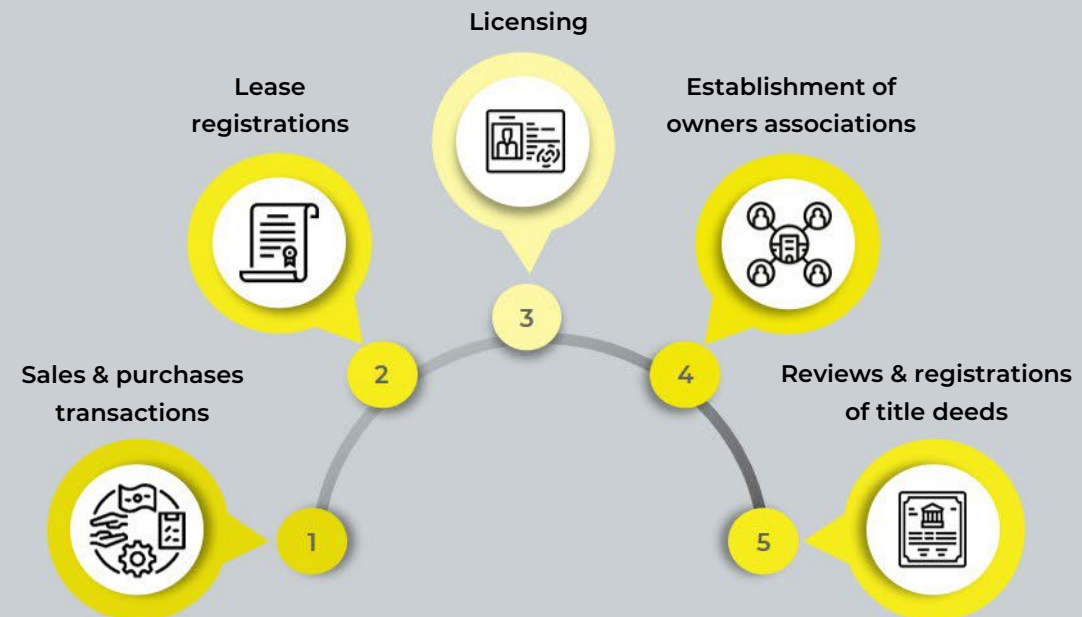 Sales & purchases
transactions
1
Lease
registrations
2
Licensing
3
Establishment of
owners associations
4
Reviews & registrations
of title deeds
5